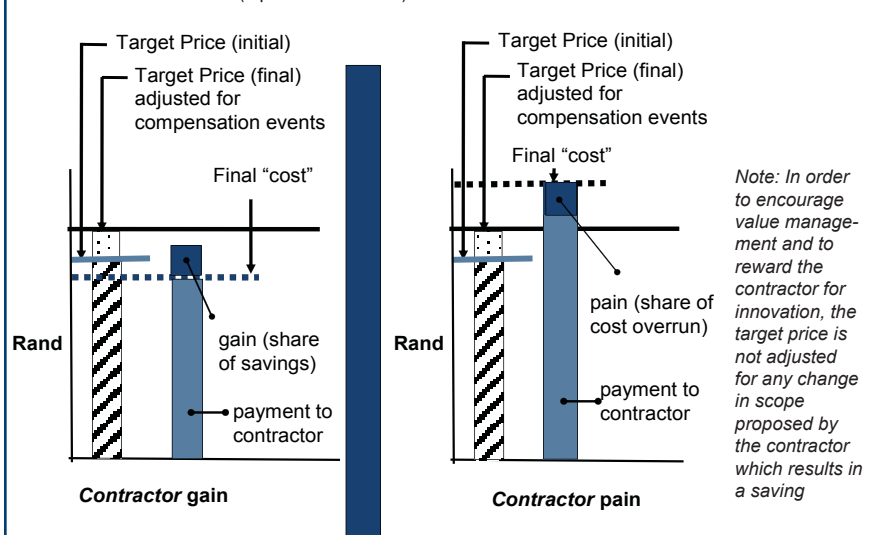 Target Price (initial)
Target Price (final)
adjusted for
compensation events
Final “cost”
Rand
gain (share
of savings)
payment to
contractor
Contractor gain
Target Price (initial)
Target Price (final)
adjusted for
compensation events
Final “cost”
Rand
pain (share of
cost overrun)
payment to
contractor
Contractor pain
Note: In order
to encourage
value manage-
ment and to
reward the
contractor for
innovation, the
target price is
not adjusted
for any change
in scope
proposed by
the contractor
which results in
a saving